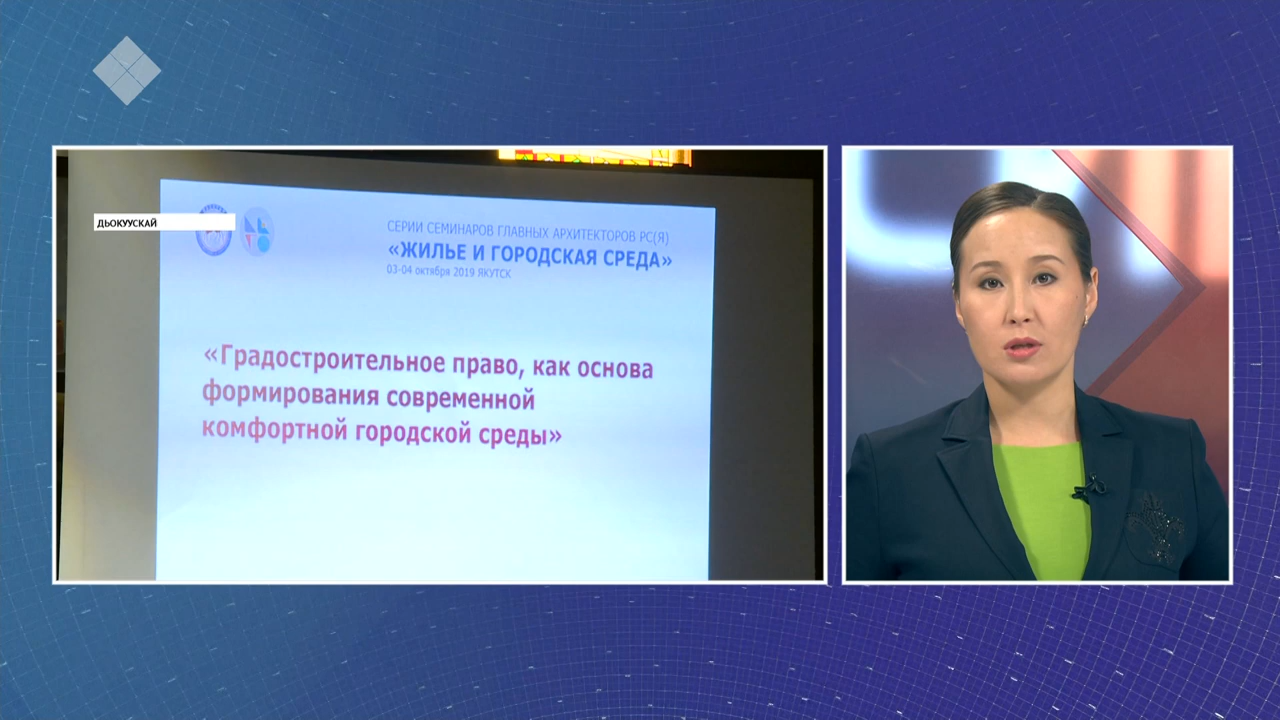 ДЬОКУУСКАЙ
СЕРИИ СЕМИНАРОВ ГЛАВНЫХ АРХИТЕКТОРОВ РС(Я)
«ЖИЛЬЕ И ГОРОДСКАЯ СРЕДА»
03-04 октября 2019 ЯКУТСК
«Градостроительное право, как основа
формирования современной
комфортной городской среды»